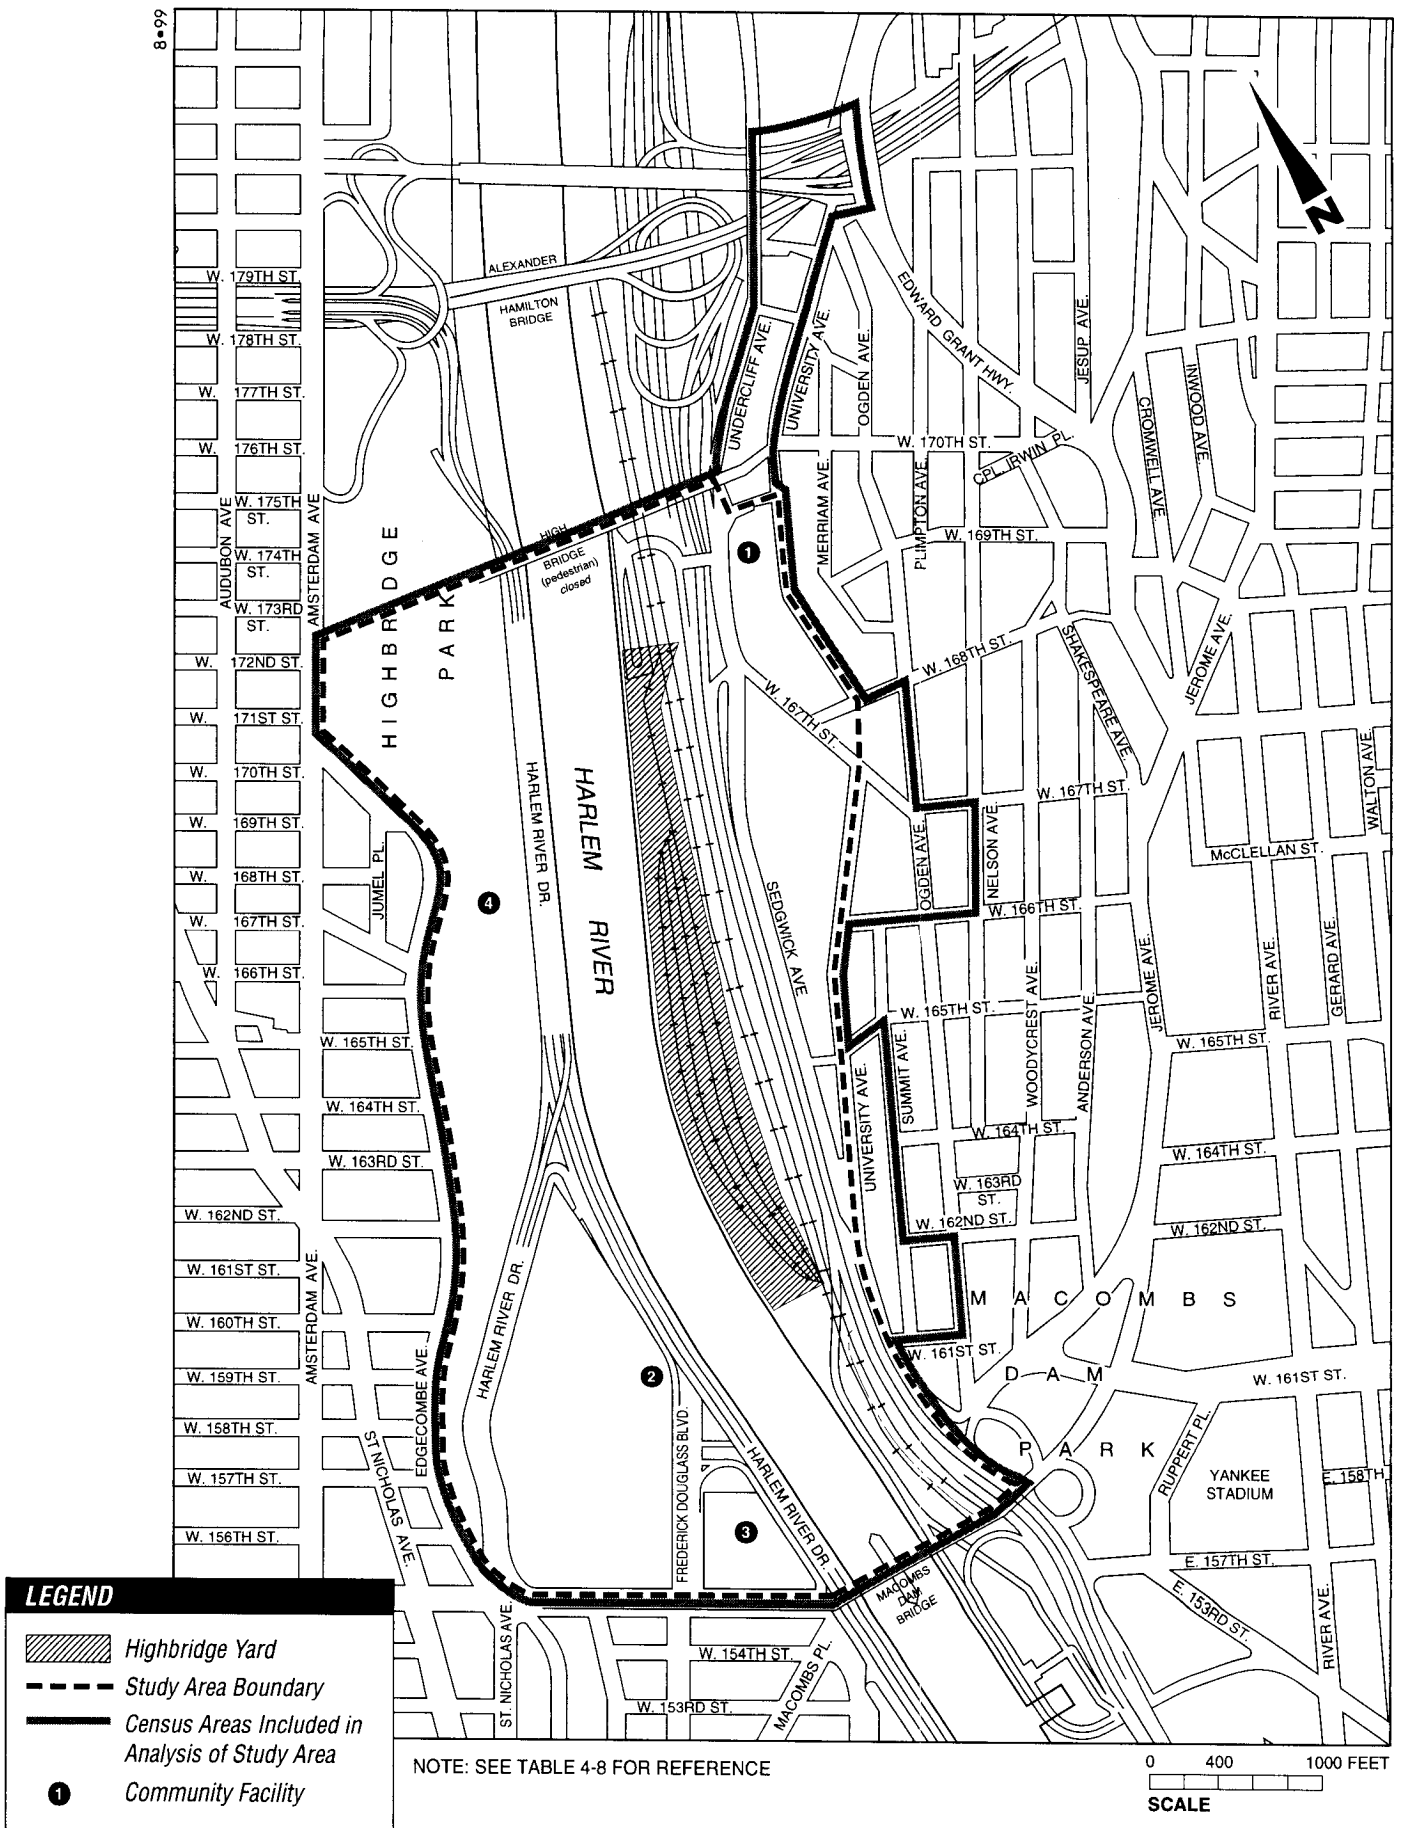 8•99
N
W. 179TH ST.
W. 178TH ST.
W. 177TH ST.
W. 176TH ST.
W. 175TH
ST.
W. 174TH
ST.
W. 173RD
ST.
W. 172ND ST.
W. 171ST ST.
W. 170TH ST.
W. 169TH ST.
W. 168TH ST.
W. 167TH ST.
W. 166TH ST.
W. 165TH ST.
W. 164TH ST.
W. 163RD ST.
W. 162ND ST.
W. 161ST ST.
W. 160TH ST.
W. 159TH ST.
W. 158TH ST.
W. 157TH ST.
W. 156TH ST.
AUDUBON AVE
AMSTERDAM AVE
AMSTERDAM AVE.
JUMEL PL.
EDGECOMBE AVE.
ST NICHOLAS AVE.
ST. NICHOLAS AVE.
HIGHBRIDGE
PARK
ALEXANDER
HAMILTON
BRIDGE
HIGH
BRIDGE
(pedestrian)
closed
HARLEM RIVER DR.
HARLEM RIVER
HARLEM RIVER DR.
HARLEM RIVER DR.
FREDERICK DOUGLASS BLVD.
1
2
3
4
UNDERCLIFF AVE.
UNIVERSITY AVE.
OGDEN AVE.
EDWARD GRANT HWY.
JESUP AVE.
CROMWELL AVE.
INWOOD AVE.
W. 170TH ST.
CPL. IRWIN PL.
MERRIAM AVE.
PLIMPTON AVE.
W. 169TH ST.
W. 168TH ST.
SHAKESPEARE AVE.
JEROME AVE.
W. 167TH ST.
W. 167TH ST.
WALTON AVE.
McCLELLAN ST.
OGDEN AVE.
NELSON AVE.
W. 166TH ST.
SEDGWICK AVE.
WOODYCREST AVE.
ANDERSON AVE.
JEROME AVE.
RIVER AVE.
GERARD AVE.
W. 165TH ST.
W. 165TH ST.
UNIVERSITY AVE.
SUMMIT AVE.
W. 164TH ST.
W. 164TH ST.
W. 163RD
ST.
W. 162ND ST.
W. 162ND ST.
MACOMBS
DAM
PARK
W. 161ST ST.
W. 161ST ST.
RUPPERT PL.
YANKEE
STADIUM
E. 158TH
E. 157TH ST.
E. 153RD ST.
RIVER AVE.
MACOMBS
DAM
BRIDGE
W. 154TH ST.
W. 153RD ST.
MACOMBS PL.
LEGEND
Highbridge Yard
Study Area Boundary
Census Areas Included in
Analysis of Study Area
1 Community Facility
NOTE: SEE TABLE 4-8 FOR REFERENCE
0 400 1000 FEET
SCALE